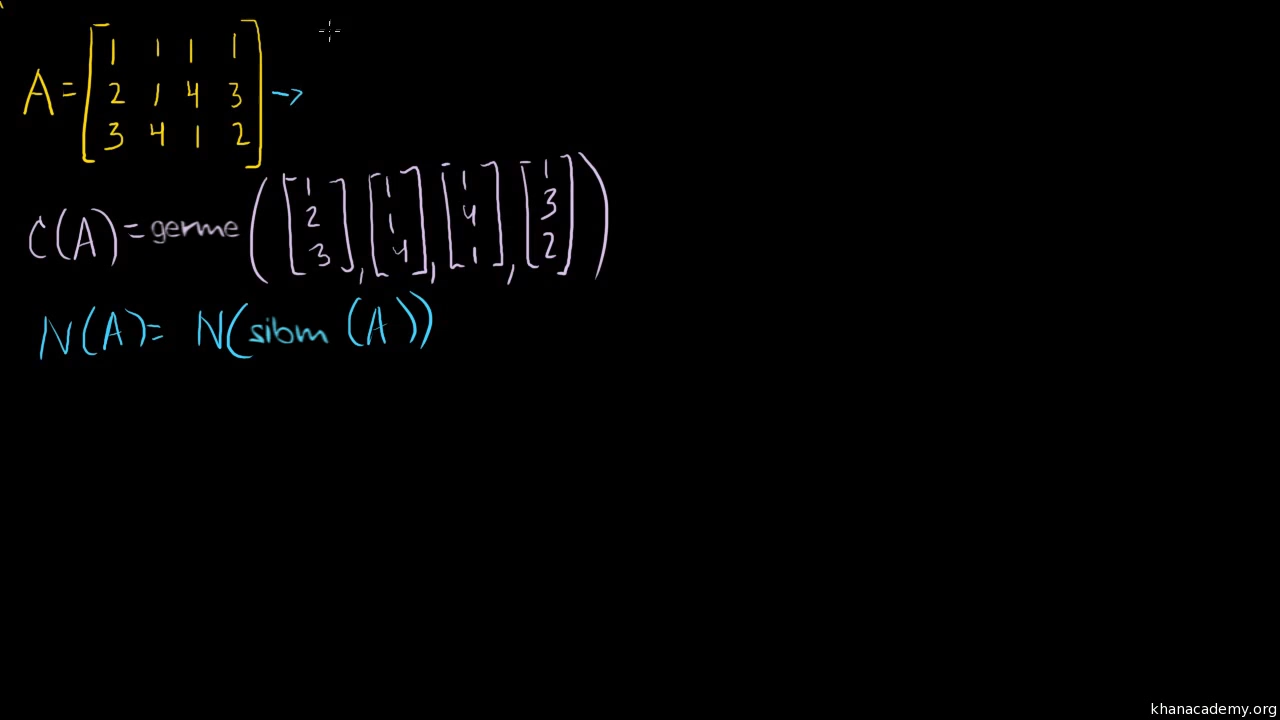 A = [1 1 1 1
2 1 4 3
3 4 1 2] →
C(A) = germe ([1 2 3], [1 1 4], [1 4 1], [1 3 2])
N(A) = N(sibm (A))
khanacademy.org